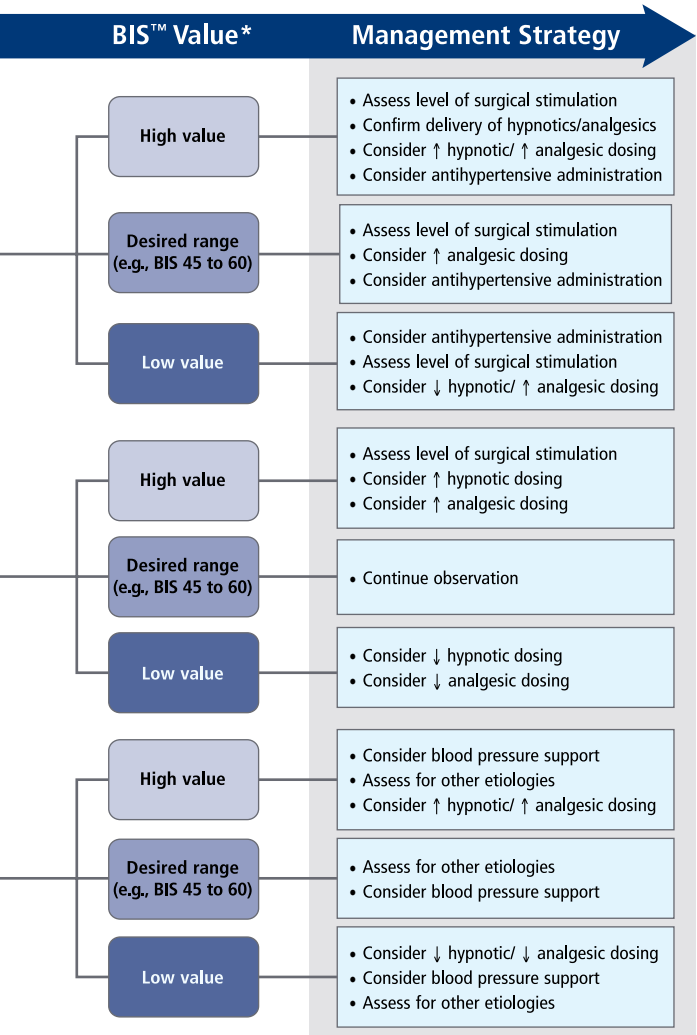 BIS™ Value*
Management Strategy
High value
• Assess level of surgical stimulation
• Confirm delivery of hypnotics/analgesics
• Consider ↑ hypnotic/ ↑ analgesic dosing
• Consider antihypertensive administration
Desired range
(e.g., BIS 45 to 60)
• Assess level of surgical stimulation
• Consider ↑ analgesic dosing
• Consider antihypertensive administration
Low value
• Consider antihypertensive administration
• Assess level of surgical stimulation
• Consider ↓ hypnotic/ ↑ analgesic dosing
High value
• Assess level of surgical stimulation
• Consider ↑ hypnotic dosing
• Consider ↑ analgesic dosing
Desired range
(e.g., BIS 45 to 60)
• Continue observation
Low value
• Consider ↓ hypnotic dosing
• Consider ↓ analgesic dosing
High value
• Consider blood pressure support
• Assess for other etiologies
• Consider ↑ hypnotic/ ↑ analgesic dosing
Desired range
(e.g., BIS 45 to 60)
• Assess for other etiologies
• Consider blood pressure support
Low value
• Consider ↓ hypnotic/ ↓ analgesic dosing
• Consider blood pressure support
• Assess for other etiologies